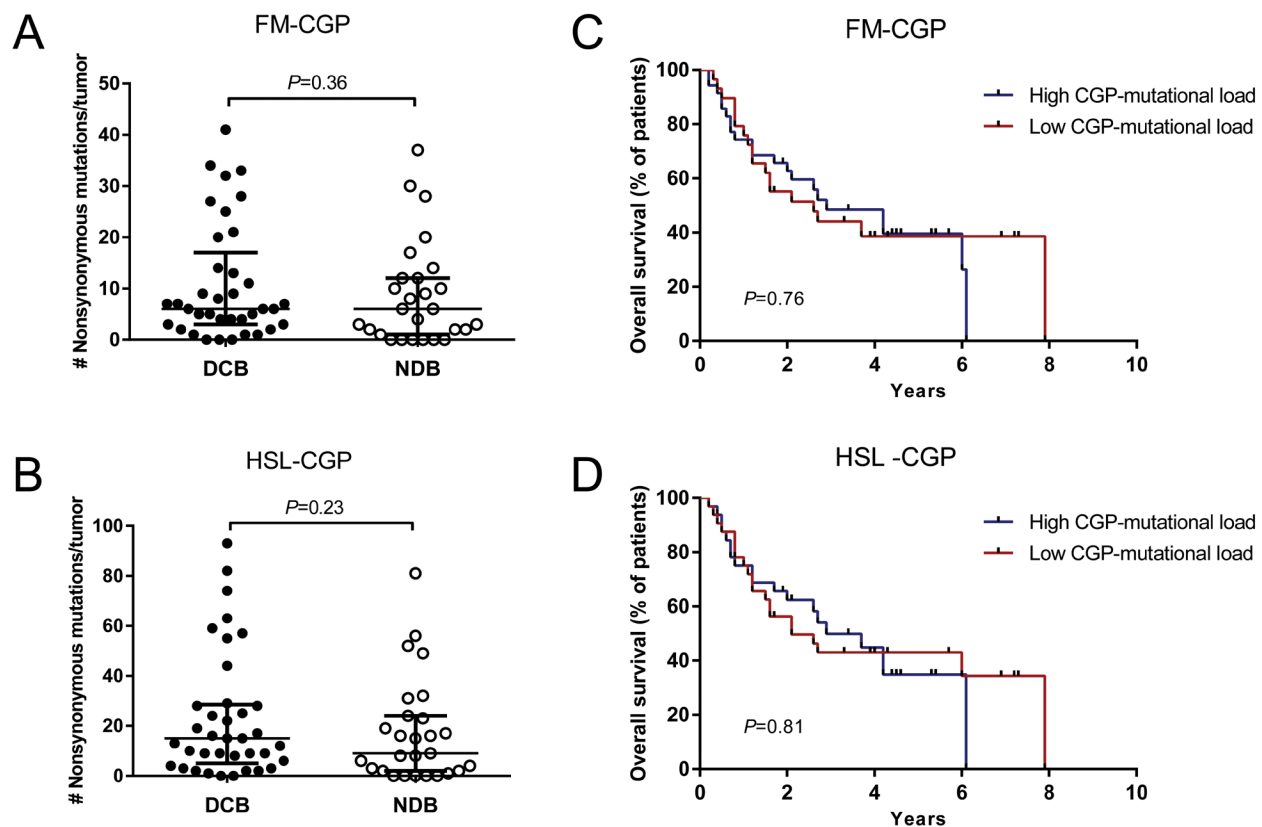 A
FM-CGP
# Nonsynonymous mutations/tumor
50
40
30
20
10
0
P=0.36
DCB
NDB
C
FM-CGP
Overall survival (% of patients)
100
80
60
40
20
0
High CGP-mutational load
Low CGP-mutational load
P=0.76
0 2 4 6 8 10
Years
B
HSL-CGP
# Nonsynonymous mutations/tumor
100
80
60
40
20
0
P=0.23
DCB
NDB
D
HSL -CGP
Overall survival (% of patients)
100
80
60
40
20
0
High CGP-mutational load
Low CGP-mutational load
P=0.81
0 2 4 6 8 10
Years